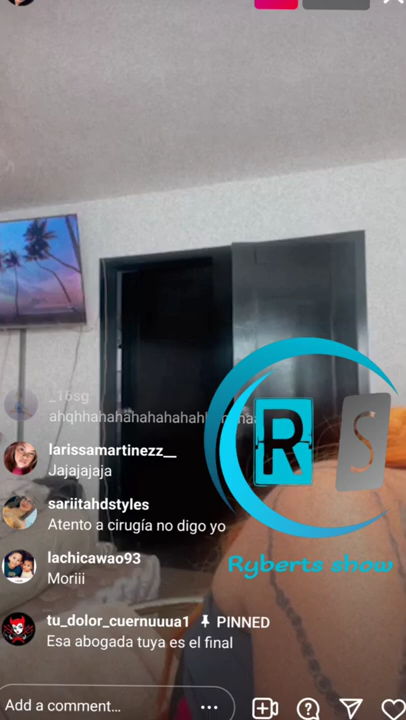 _16sg
larissamartinezz__
Jajajajaja
sariitahdstyles
Atento a cirugía no digo yo
lachicawao93
Moriii
tu_dolor_cuernuuua1 PINNED
Esa abogada tuya es el final
Add a comment...
R S
Ryberts show